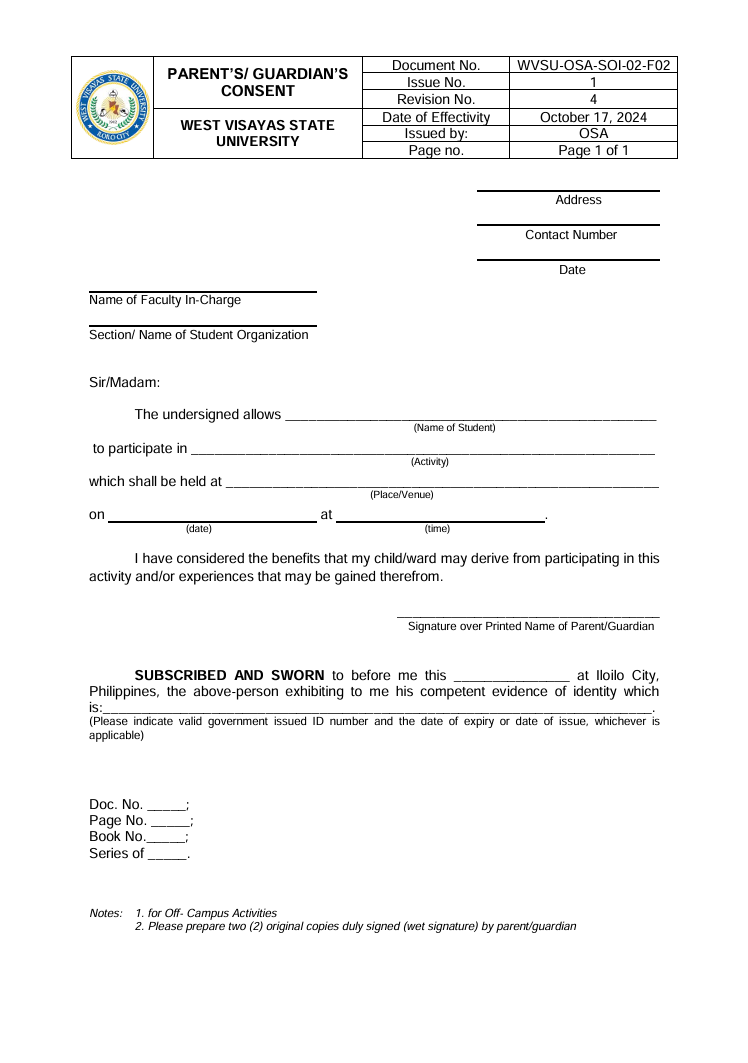 WEST VISAYAS STATE UNIVERSITY
ILOILO CITY
PARENT'S/ GUARDIAN'S
CONSENT
WEST VISAYAS STATE
UNIVERSITY
Document No. WVSU-OSA-SOI-02-F02
Issue No. 1
Revision No. 4
Date of Effectivity October 17, 2024
Issued by: OSA
Page no. Page 1 of 1
Address
Contact Number
Date
Name of Faculty In-Charge
Section/ Name of Student Organization
Sir/Madam:
The undersigned allows ________________________________________________
(Name of Student)
to participate in ____________________________________________________________
(Activity)
which shall be held at ________________________________________________________
(Place/Venue)
on ___________________________ at ___________________________.
(date) (time)
I have considered the benefits that my child/ward may derive from participating in this
activity and/or experiences that may be gained therefrom.
__________________________________
Signature over Printed Name of Parent/Guardian
SUBSCRIBED AND SWORN to before me this _______________ at Iloilo City,
Philippines, the above-person exhibiting to me his competent evidence of identity which
is:_______________________________________________________________________.
(Please indicate valid government issued ID number and the date of expiry or date of issue, whichever is
applicable)
Doc. No. _____;
Page No. _____;
Book No._____;
Series of _____.
Notes: 1. for Off- Campus Activities
2. Please prepare two (2) original copies duly signed (wet signature) by parent/guardian